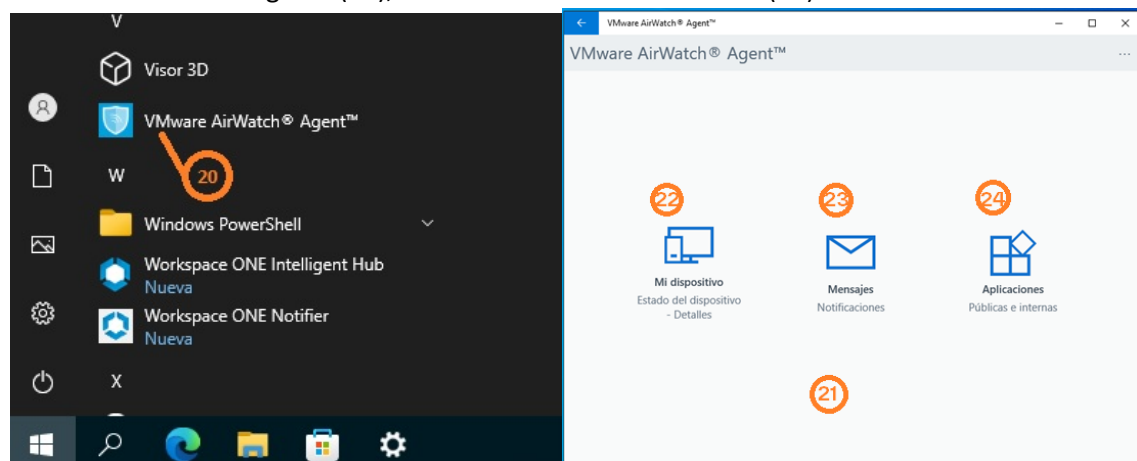 V
Visor 3D
VMware AirWatch® Agent™
20
W
Windows PowerShell
Workspace ONE Intelligent Hub
Nueva
Workspace ONE Notifier
Nueva
X
VMware AirWatch® Agent™
VMware AirWatch® Agent™
22
Mi dispositivo
Estado del dispositivo
- Detalles
23
Mensajes
Notificaciones
24
Aplicaciones
Públicas e internas
21